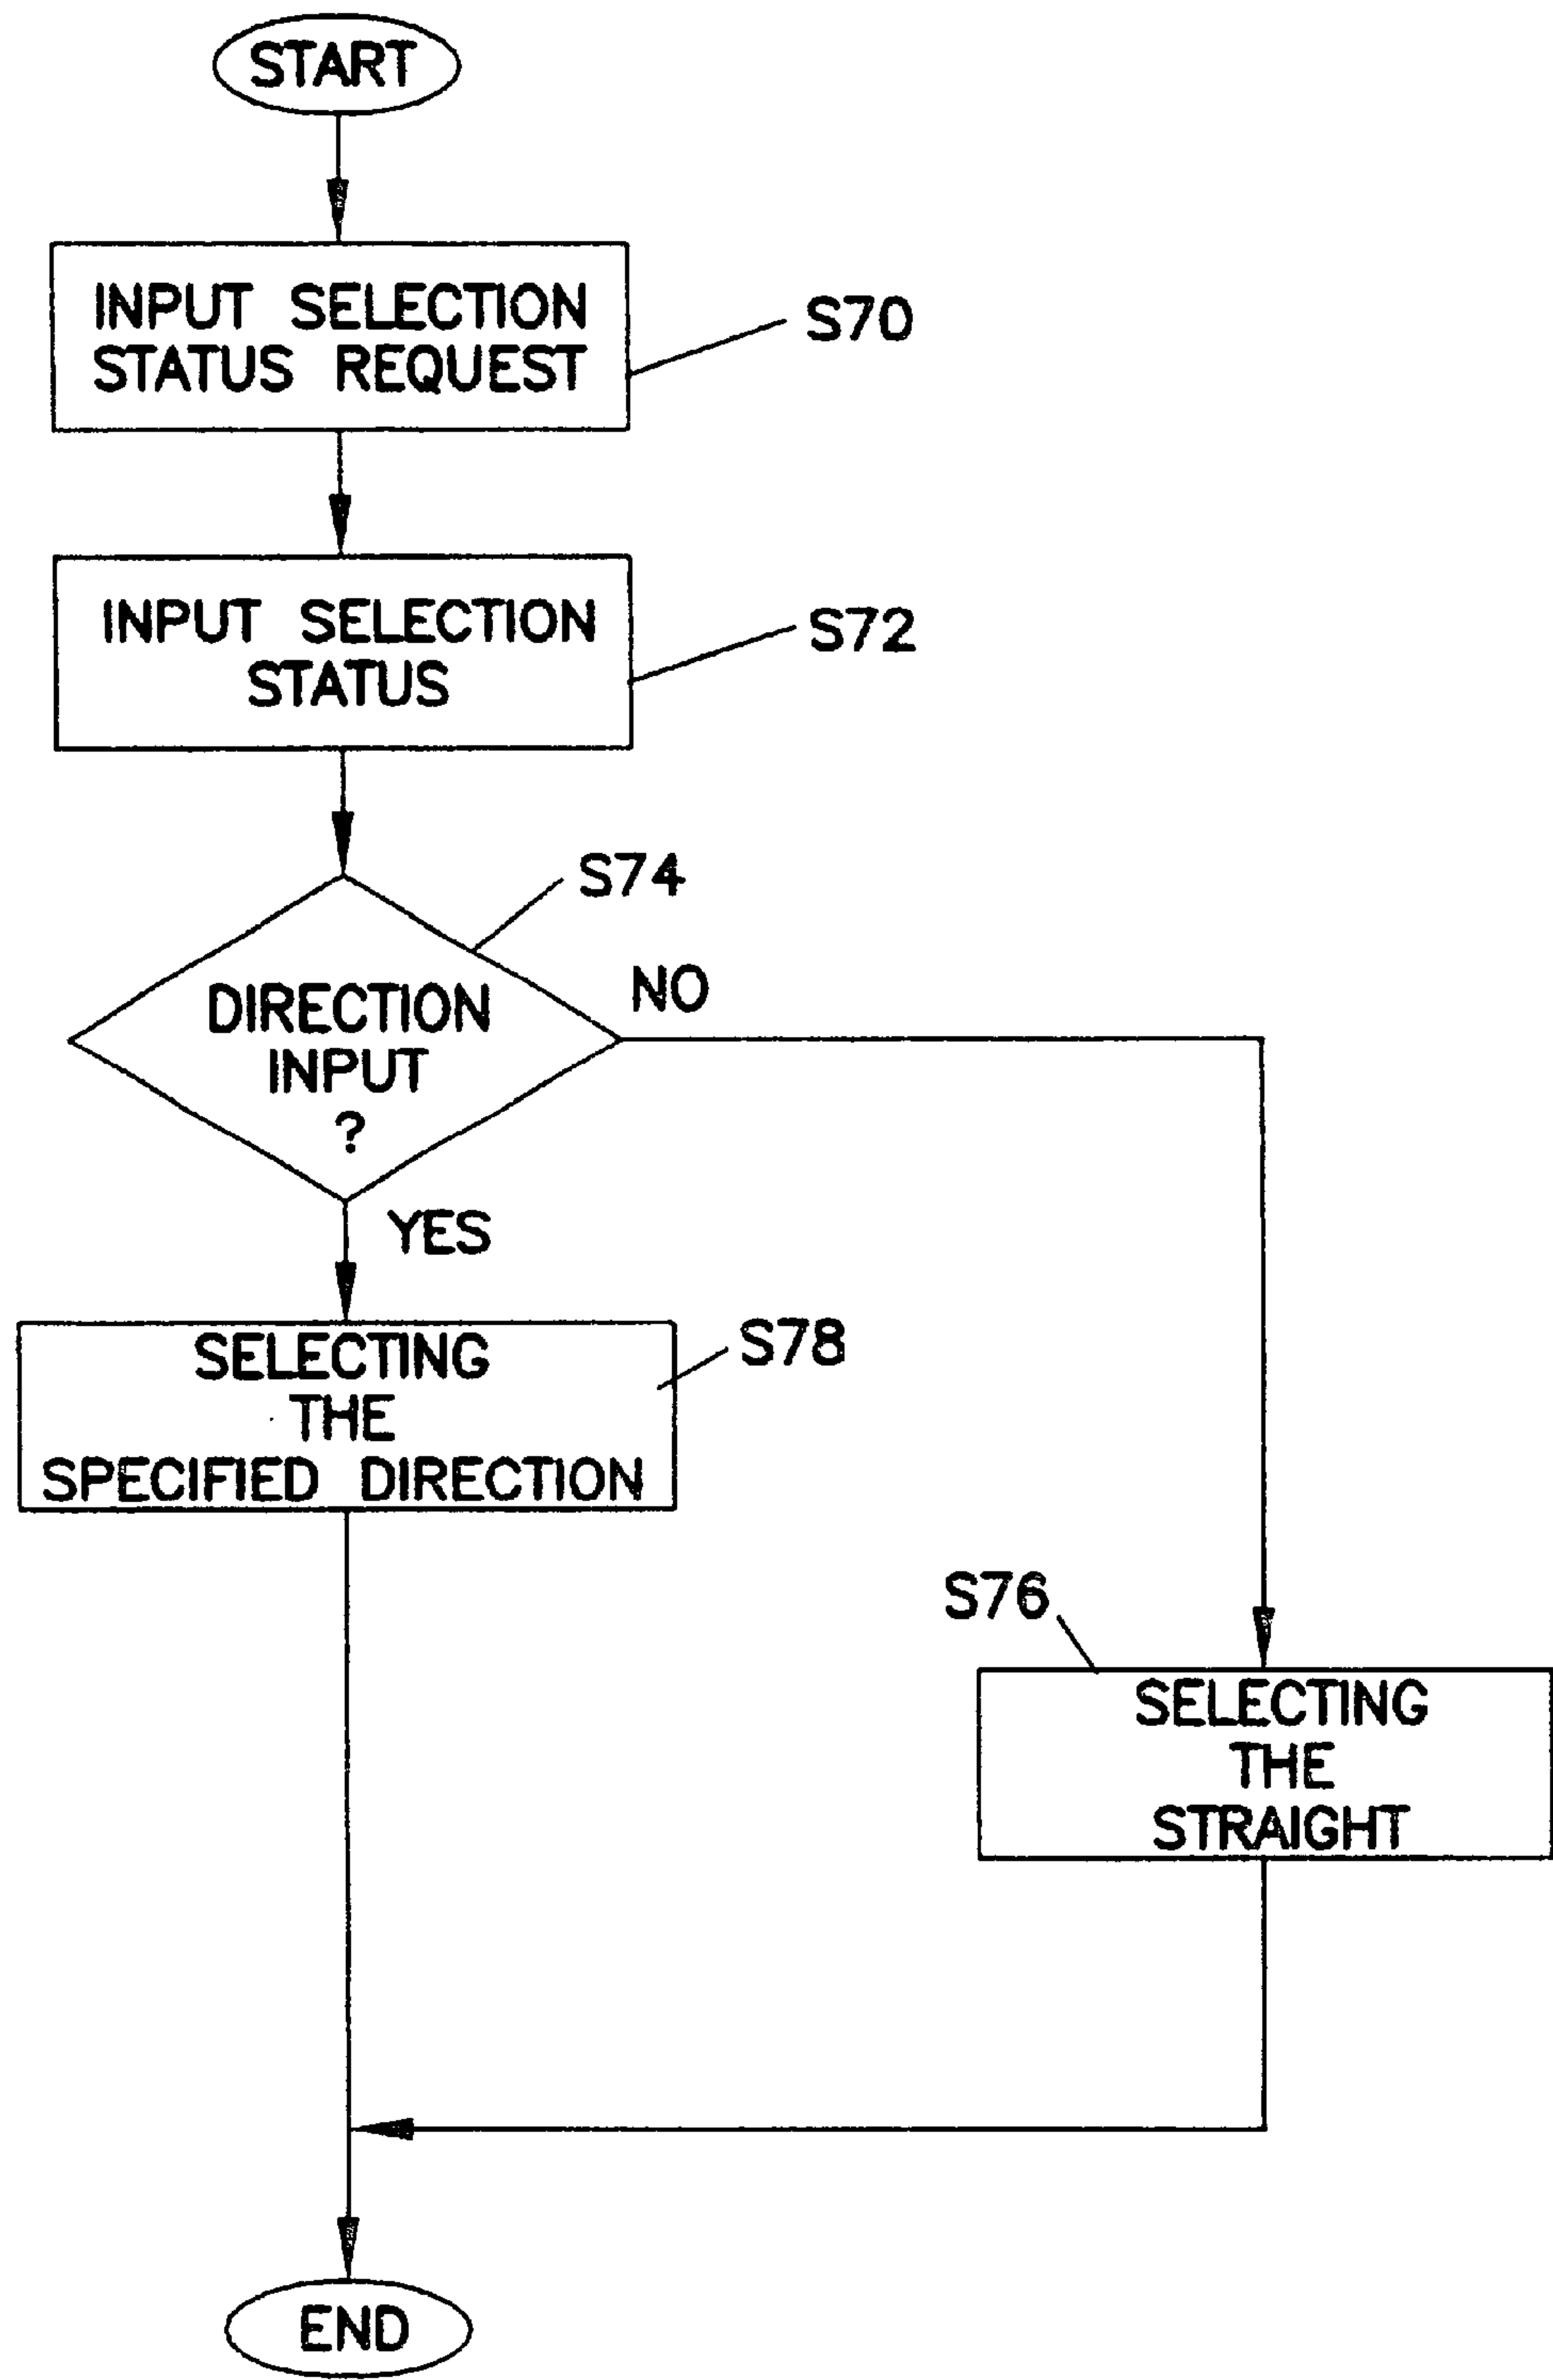 START
INPUT SELECTION
STATUS REQUEST
S70
INPUT SELECTION
STATUS
S72
S74
DIRECTION
INPUT
?
NO
YES
SELECTING
THE
SPECIFIED DIRECTION
S78
S76
SELECTING
THE
STRAIGHT
END